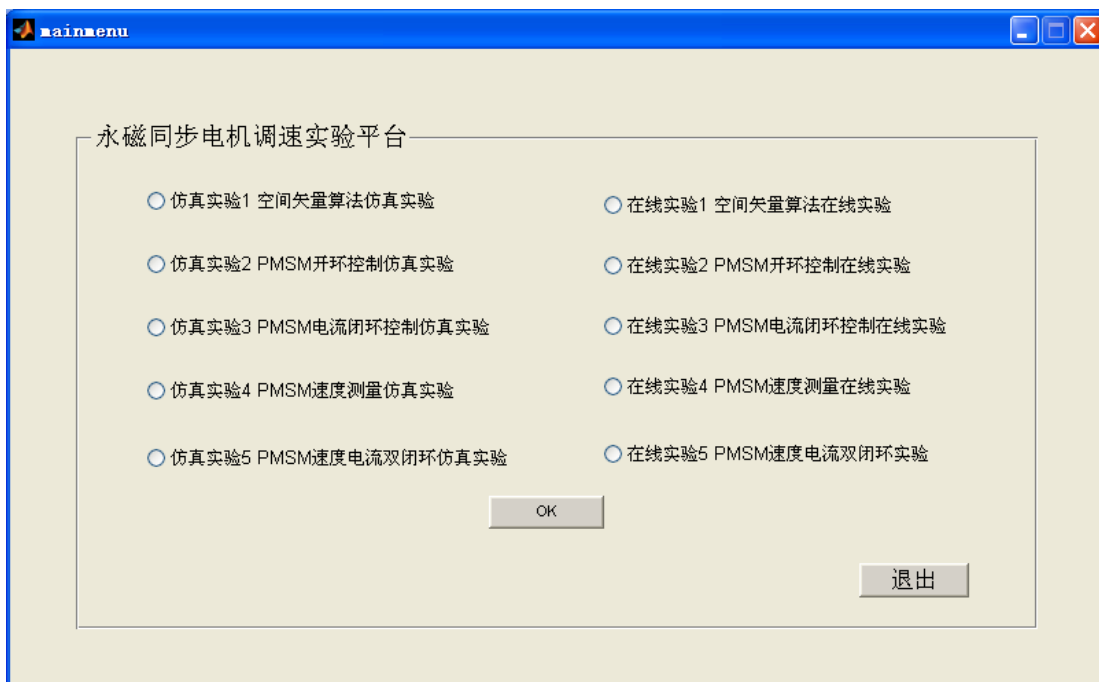 mainmenu
永磁同步电机调速实验平台
仿真实验1 空间矢量算法仿真实验
仿真实验2 PMSM开环控制仿真实验
仿真实验3 PMSM电流闭环控制仿真实验
仿真实验4 PMSM速度测量仿真实验
仿真实验5 PMSM速度电流双闭环仿真实验
在线实验1 空间矢量算法在线实验
在线实验2 PMSM开环控制在线实验
在线实验3 PMSM电流闭环控制在线实验
在线实验4 PMSM速度测量在线实验
在线实验5 PMSM速度电流双闭环实验
OK
退出